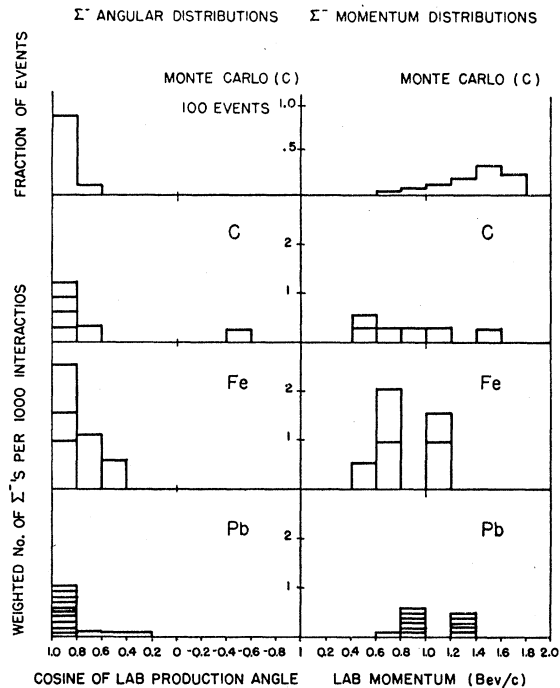 Σ⁻ ANGULAR DISTRIBUTIONS
Σ⁻ MOMENTUM DISTRIBUTIONS
MONTE CARLO (C)
100 EVENTS
MONTE CARLO (C)
FRACTION OF EVENTS
1.0
.5
C
2
1
C
Fe
2
1
Fe
Pb
2
1
Pb
WEIGHTED No. OF Σ⁻'S PER 1000 INTERACTIOS
1.0 0.8 0.6 0.4 0.2 0 -0.2 -0.4 -0.6 -0.8 1.0
0.4 0.6 0.8 1.0 1.2 1.4 1.6 1.8 2.0
COSINE OF LAB PRODUCTION ANGLE
LAB MOMENTUM (Bev/c)